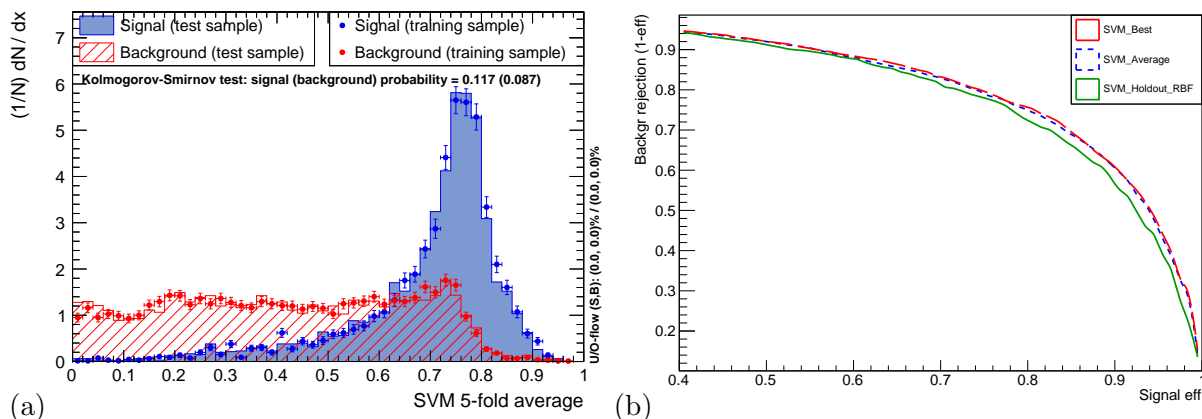 Signal (test sample)
Background (test sample)
Signal (training sample)
Background (training sample)
Kolmogorov-Smirnov test: signal (background) probability = 0.117 (0.087)
(1/N) dN / dx
7
6
5
4
3
2
1
0
0 0.1 0.2 0.3 0.4 0.5 0.6 0.7 0.8 0.9 1
SVM 5-fold average
U/O-flow (S,B): (0.0, 0.0)% / (0.0, 0.0)%
(a)
Backgr rejection (1-eff)
SVM_Best
SVM_Average
SVM_Holdout_RBF
0.9
0.8
0.7
0.6
0.5
0.4
0.3
0.2
0.4 0.5 0.6 0.7 0.8 0.9 1
Signal eff
(b)